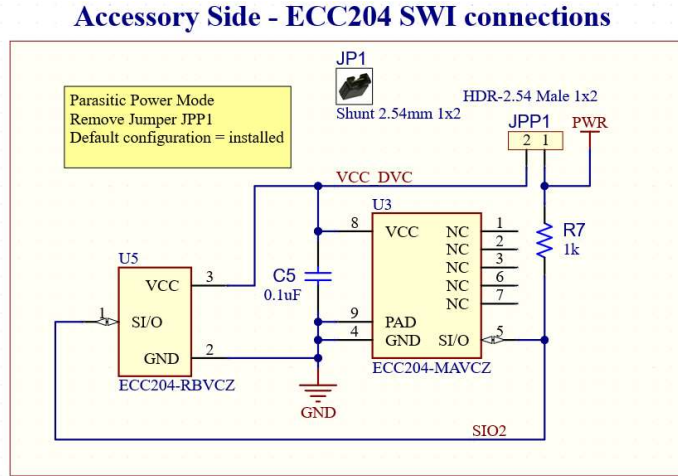 Accessory Side - ECC204 SWI connections
JP1
Shunt 2.54mm 1x2
Parasitic Power Mode
Remove Jumper JPP1
Default configuration = installed
HDR-2.54 Male 1x2
JPP1
2 1
PWR
VCC_DVC
U3
8 VCC
NC 1
NC 2
NC 3
NC 6
NC 7
9 PAD
4 GND
SI/O 5
ECC204-MAVCZ
R7
1k
C5
0.1uF
U5
VCC 3
1 SI/O
GND 2
ECC204-RBVCZ
GND
SIO2